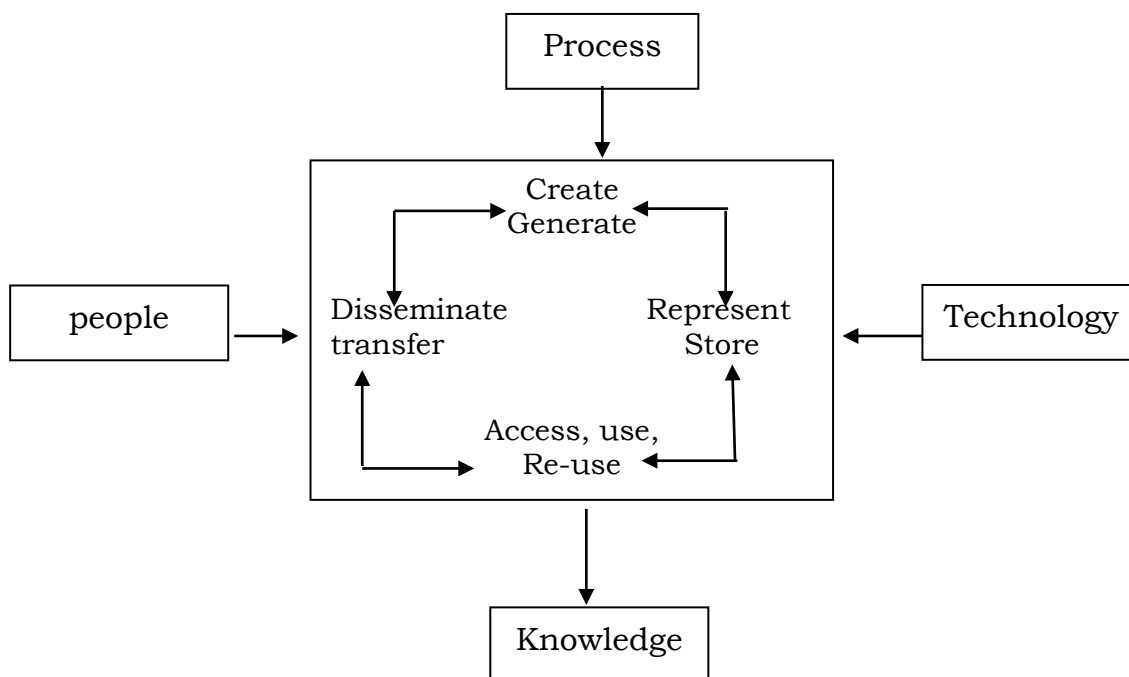 Process
Create
Generate
people
Disseminate
transfer
Represent
Store
Technology
Access, use,
Re-use
Knowledge